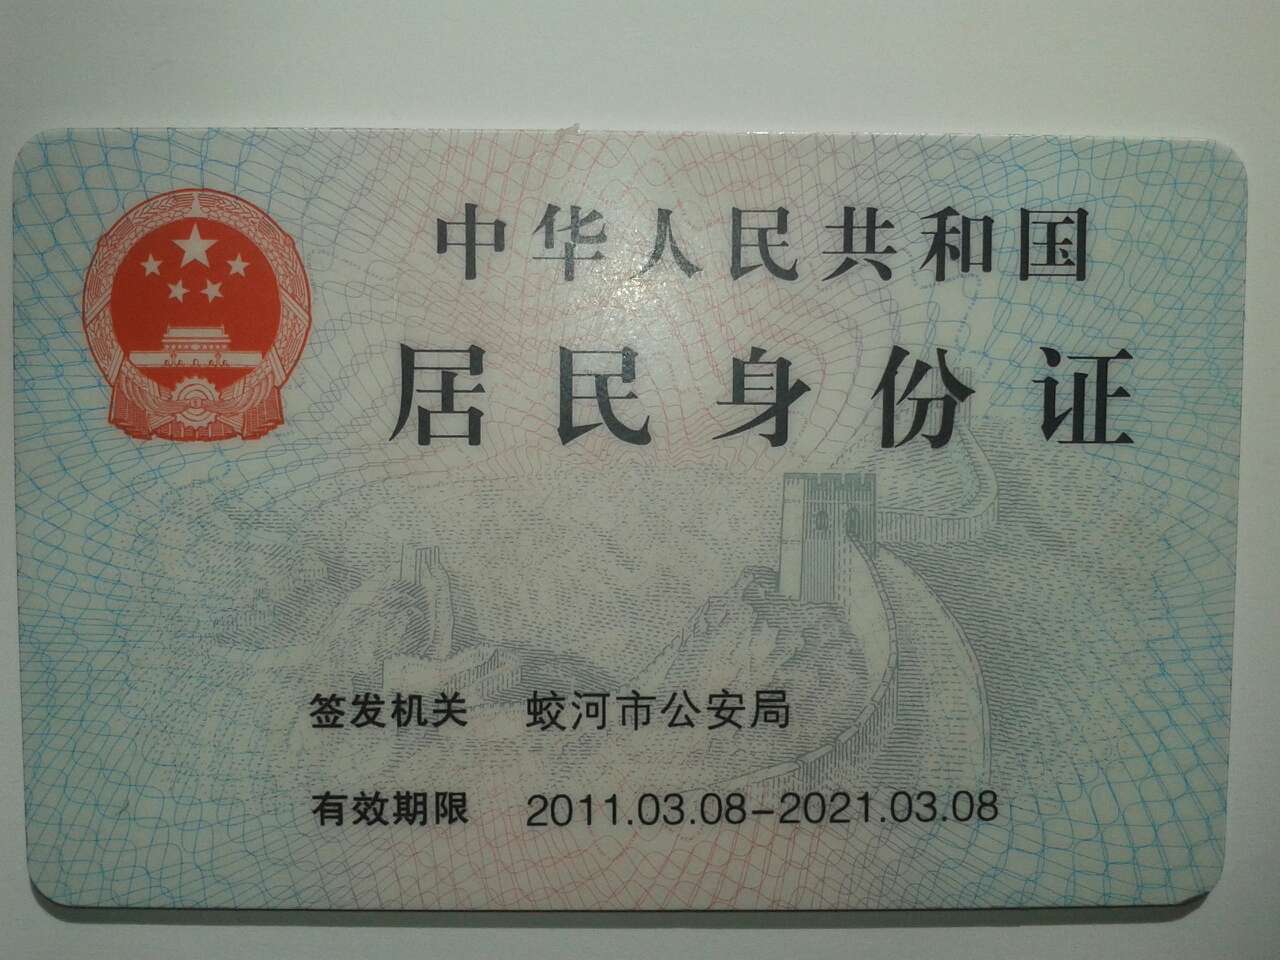 中华人民共和国
居民身份证
签发机关 蛟河市公安局
有效期限 2011.03.08-2021.03.08